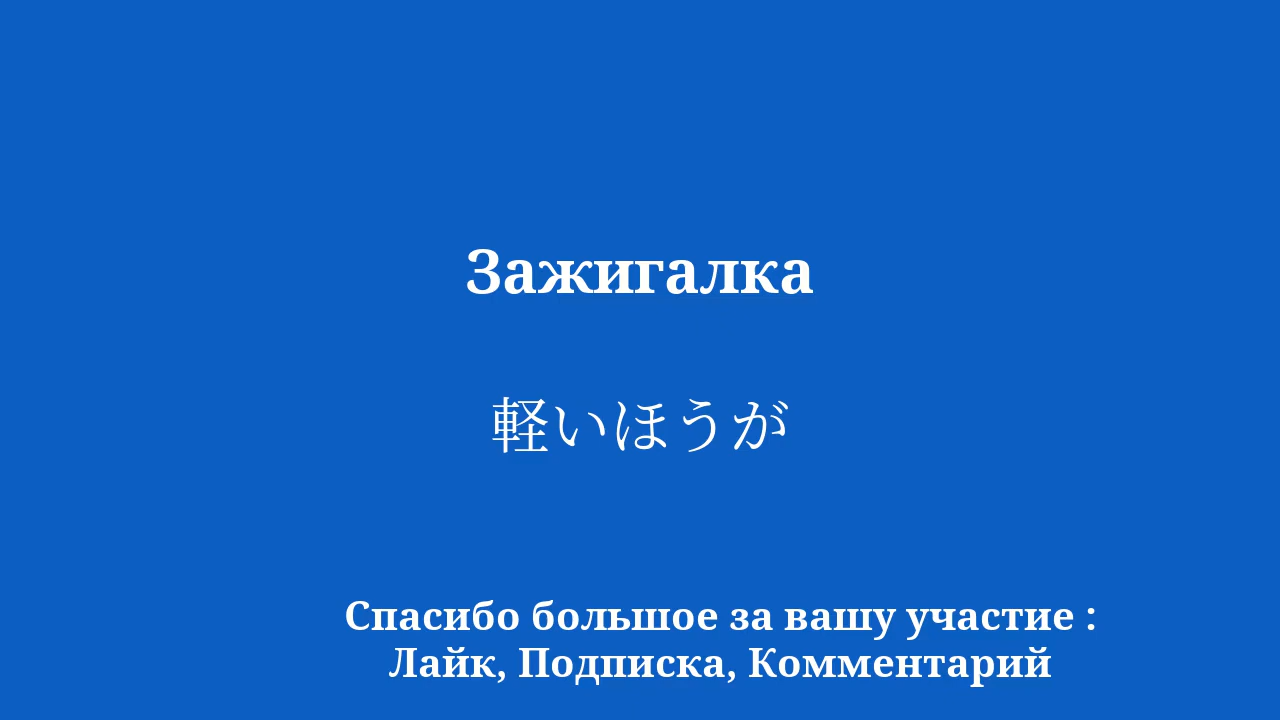 Зажигалка
軽いほうが
Спасибо большое за вашу участие :
Лайк, Подписка, Комментарий